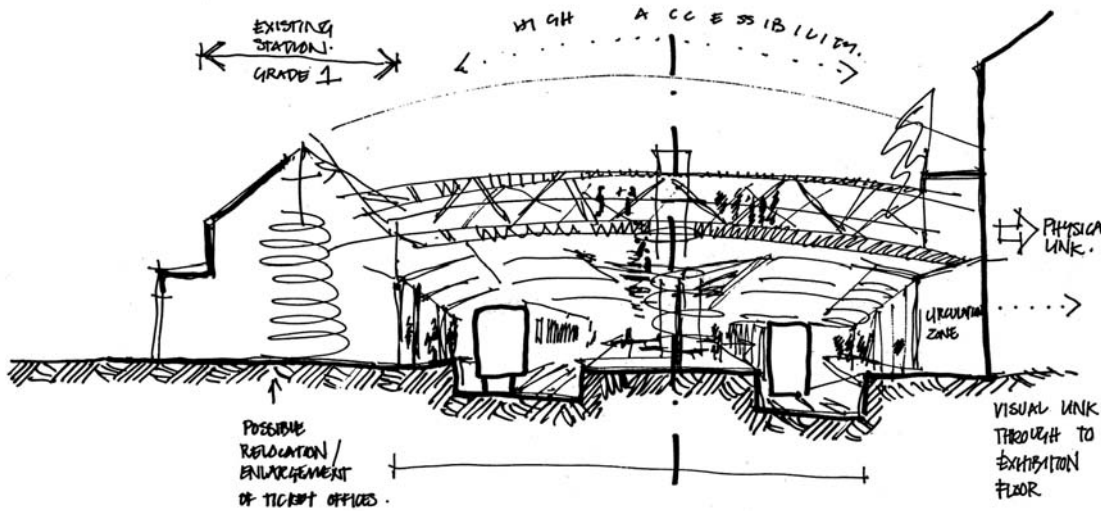 EXISTING
STATION.
GRADE 1
HIGH ACCESSIBILITY.
PHYSICAL
LINK.
CIRCULATION
ZONE
POSSIBLE
RELOCATION/
ENLARGEMENT
OF TICKET OFFICES.
VISUAL LINK
THROUGH TO
EXHIBITION
FLOOR